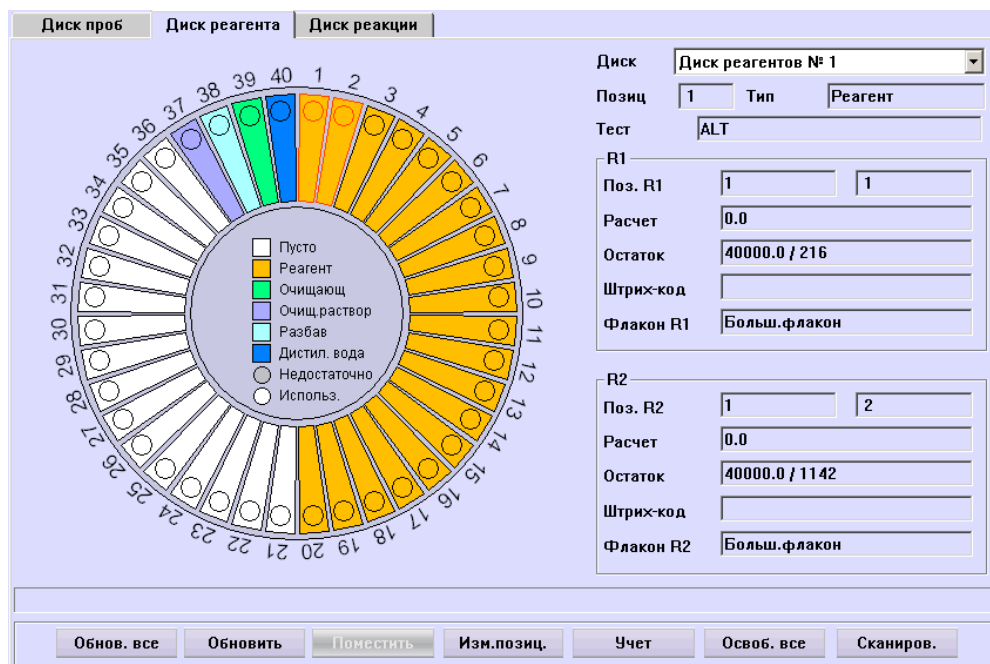 Диск проб Диск реагента Диск реакции
Диск Диск реагентов № 1
Позиц 1 Тип Реагент
Тест ALT
R1
Поз. R1 1 1
Расчет 0.0
Остаток 40000.0 / 216
Штрих-код
Флакон R1 Больш.флакон
R2
Поз. R2 1 2
Расчет 0.0
Остаток 40000.0 / 1142
Штрих-код
Флакон R2 Больш.флакон
1
2
3
4
5
6
7
8
9
10
11
12
13
14
15
16
17
18
19
20
21
22
23
24
25
26
27
28
29
30
31
32
33
34
35
36
37
38
39
40
Пусто
Реагент
Очищающ
Очищ.раствор
Разбав
Дистил. вода
Недостаточно
Использ.
Обнов. все Обновить Поместить Изм.позиц. Учет Освоб. все Сканиров.